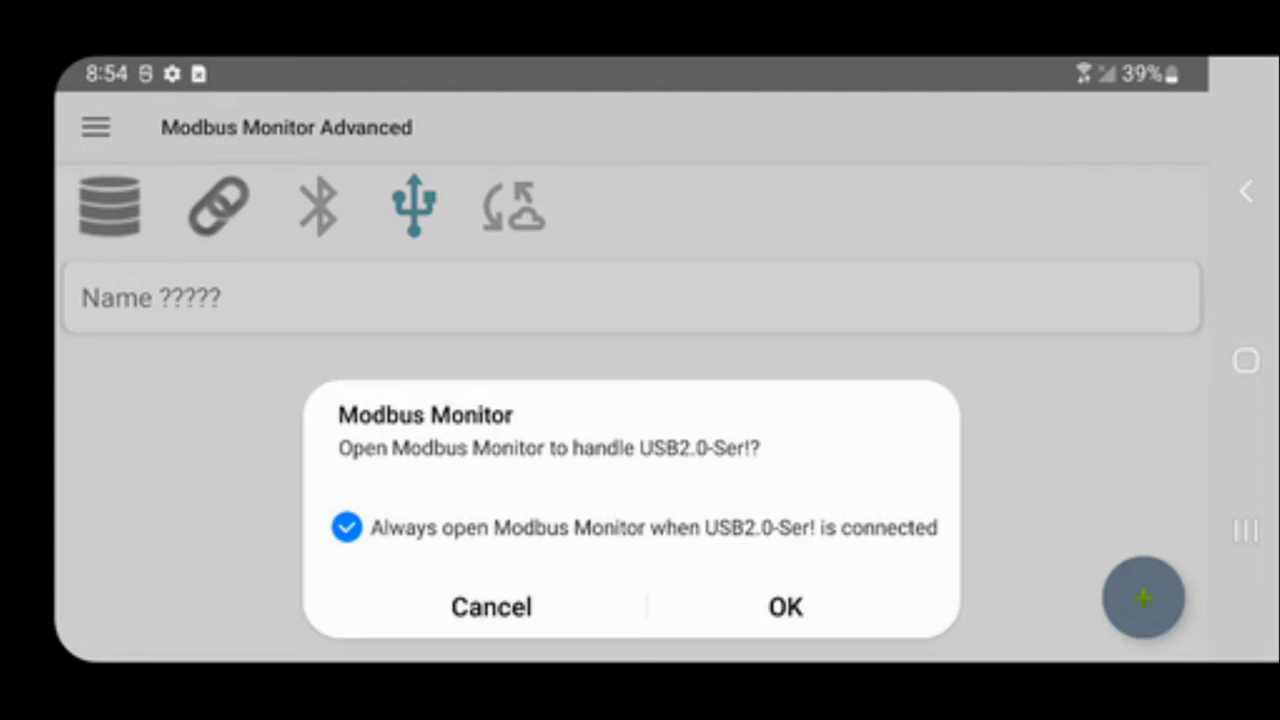 8:54 39%
Modbus Monitor Advanced
Name ?????
Modbus Monitor
Open Modbus Monitor to handle USB2.0-Ser!?
Always open Modbus Monitor when USB2.0-Ser! is connected
Cancel OK